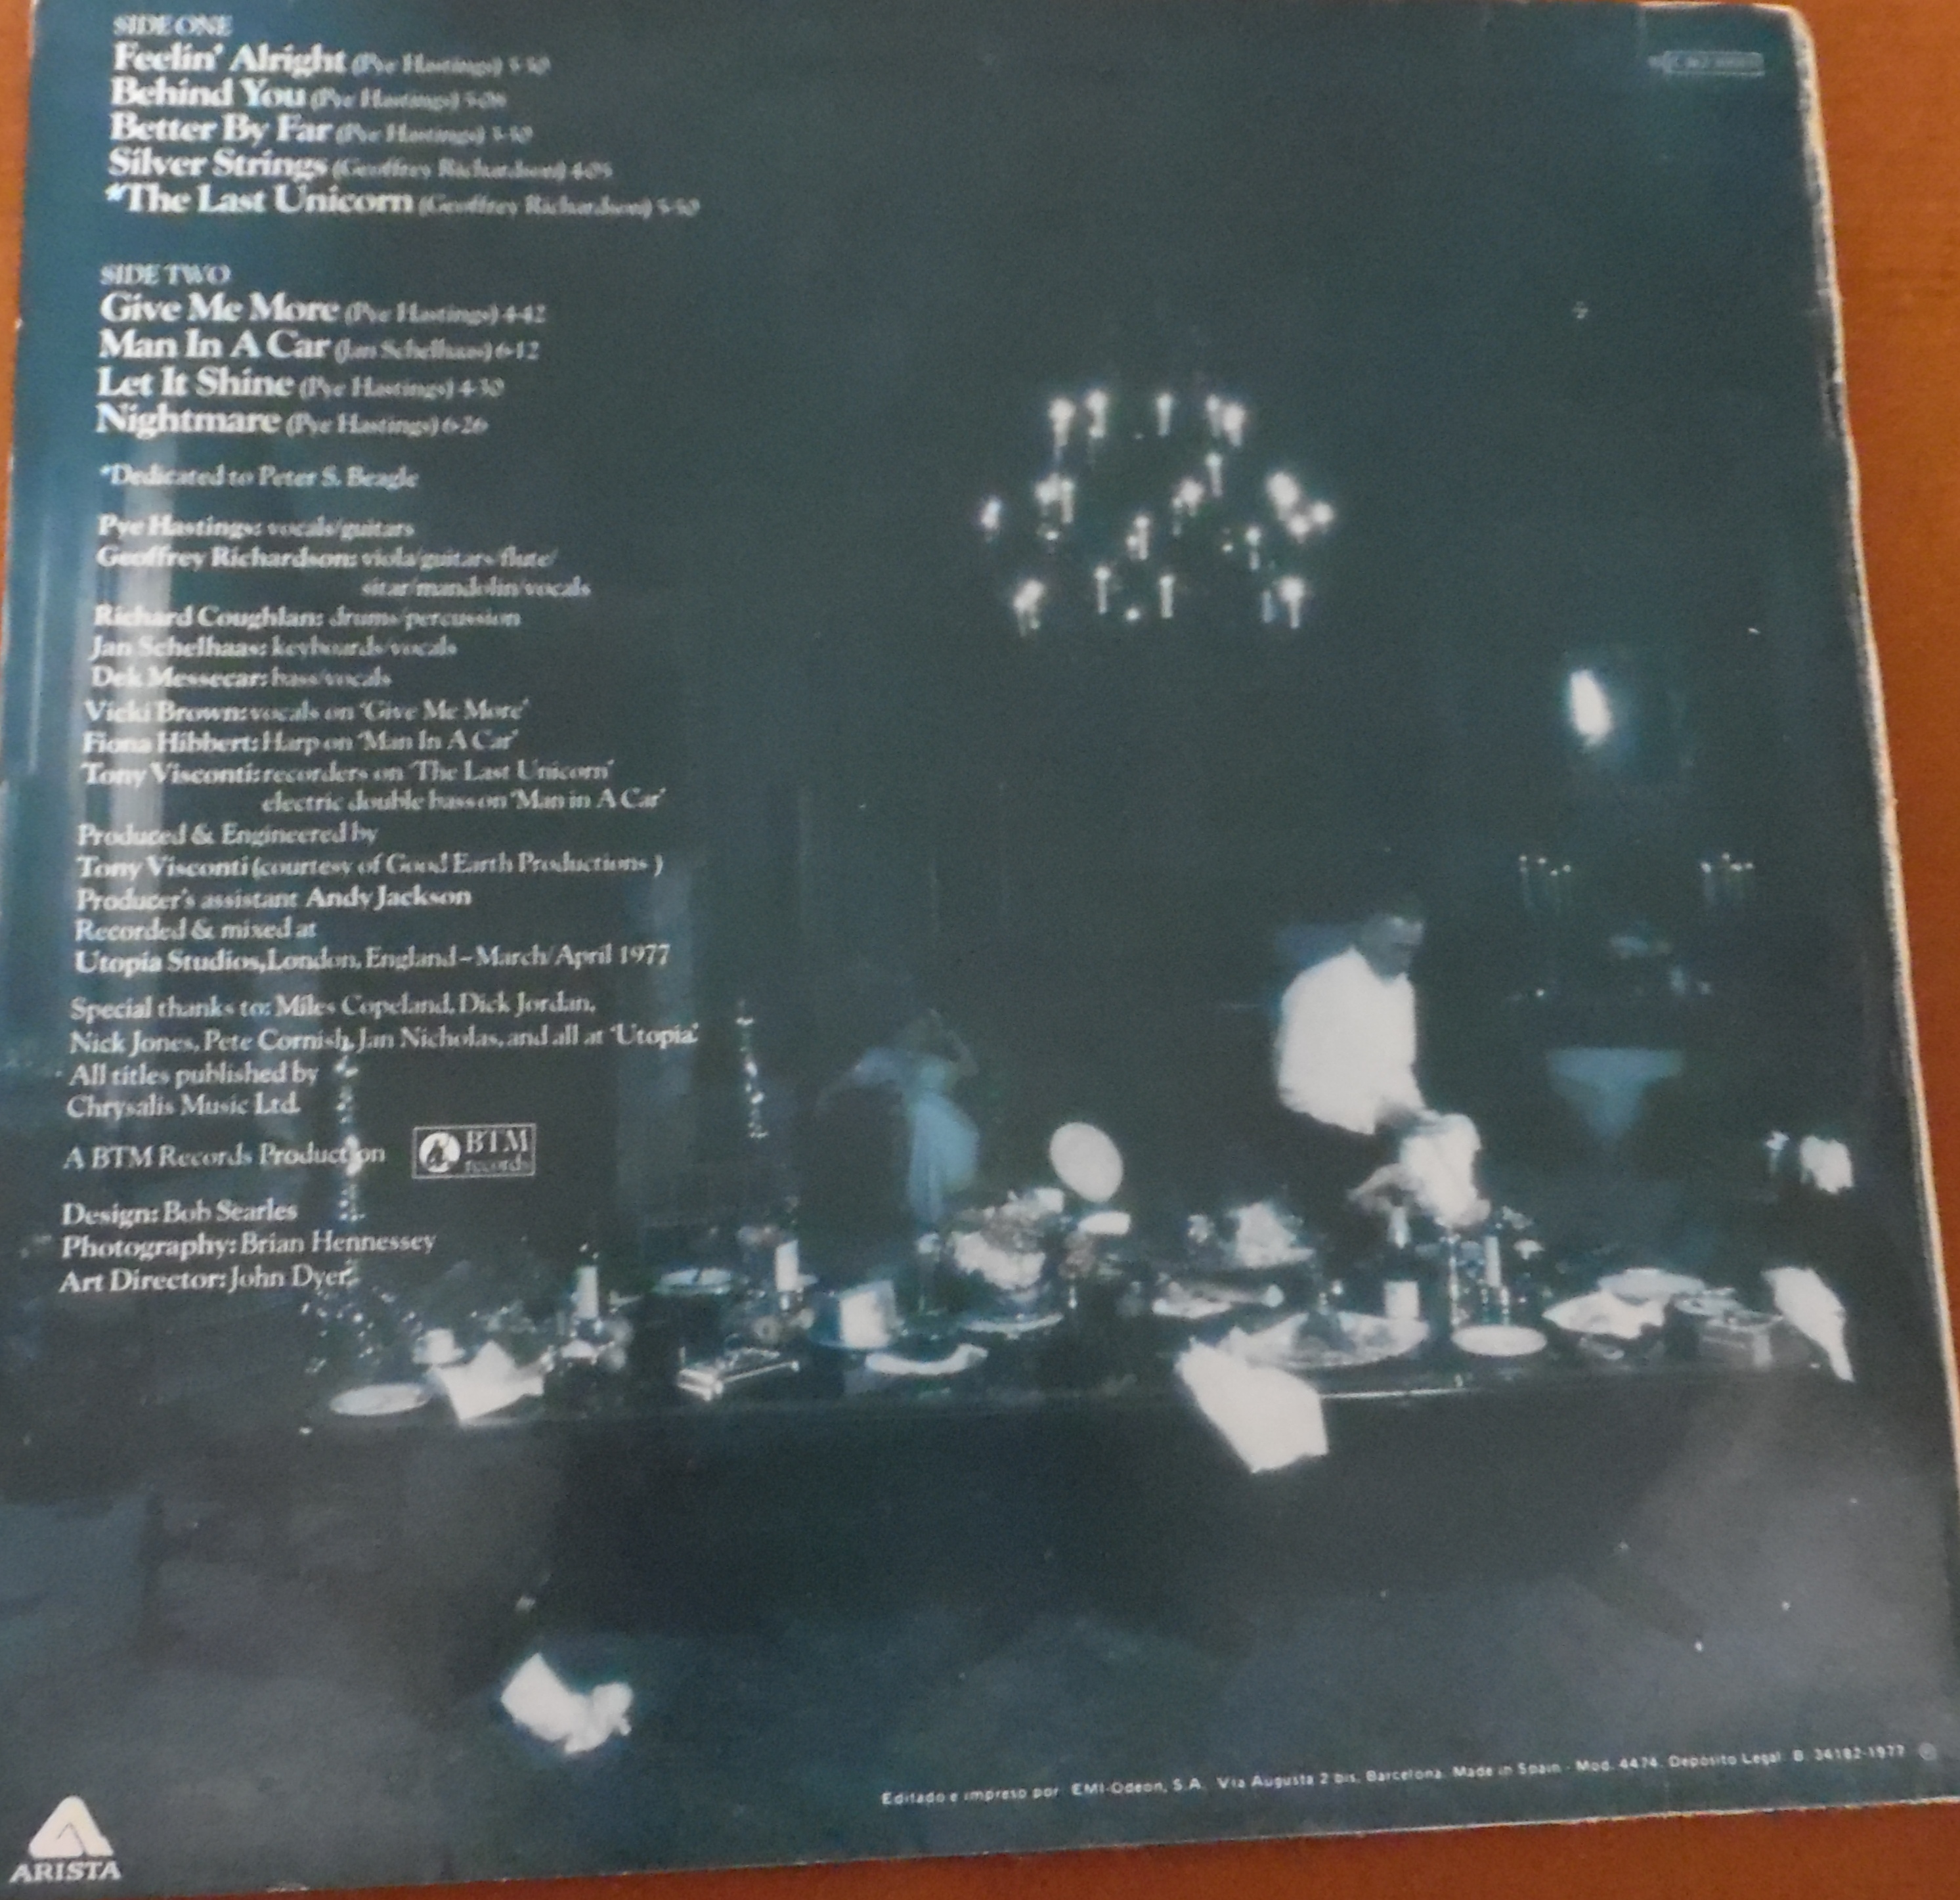 SIDE ONE
Feelin' Alright (Pye Hastings) 3-30
Behind You (Pye Hastings)
Better By Far (Pye Hastings)
Silver Strings (Geoffrey Richardson)
*The Last Unicorn (Geoffrey Richardson) 5-50
SIDE TWO
Give Me More (Pye Hastings) 4-42
Man In A Car (Jan Schelhaas) 6-12
Let It Shine (Pye Hastings) 4-30
Nightmare (Pye Hastings) 6-26
*Dedicated to Peter S. Beagle
Pye Hastings: vocals/guitars
Geoffrey Richardson: viola/guitars/flute/
sitar/mandolin/vocals
Richard Coughlan: drums/percussion
Jan Schelhaas: keyboards/vocals
Dek Messecar: bass/vocals
Vicki Brown: vocals on 'Give Me More'
Fiona Hibbert: Harp on 'Man In A Car'
Tony Visconti: recorders on 'The Last Unicorn'
electric double bass on 'Man in A Car'
Produced & Engineered by
Tony Visconti (courtesy of Good Earth Productions)
Producer's assistant Andy Jackson
Recorded & mixed at
Utopia Studios, London, England – March/April 1977
Special thanks to: Miles Copeland, Dick Jordan,
Nick Jones, Pete Cornish, Jan Nicholas, and all at 'Utopia'
All titles published by
Chrysalis Music Ltd.
A BTM Records Production
BTM
records
Design: Bob Searles
Photography: Brian Hennessey
Art Director: John Dyer
Editado e impreso por EMI-Odeon, S.A. Via Augusta 2 bis, Barcelona. Made in Spain - Mod. 4474. Depósito Legal B. 34182-1977
ARISTA